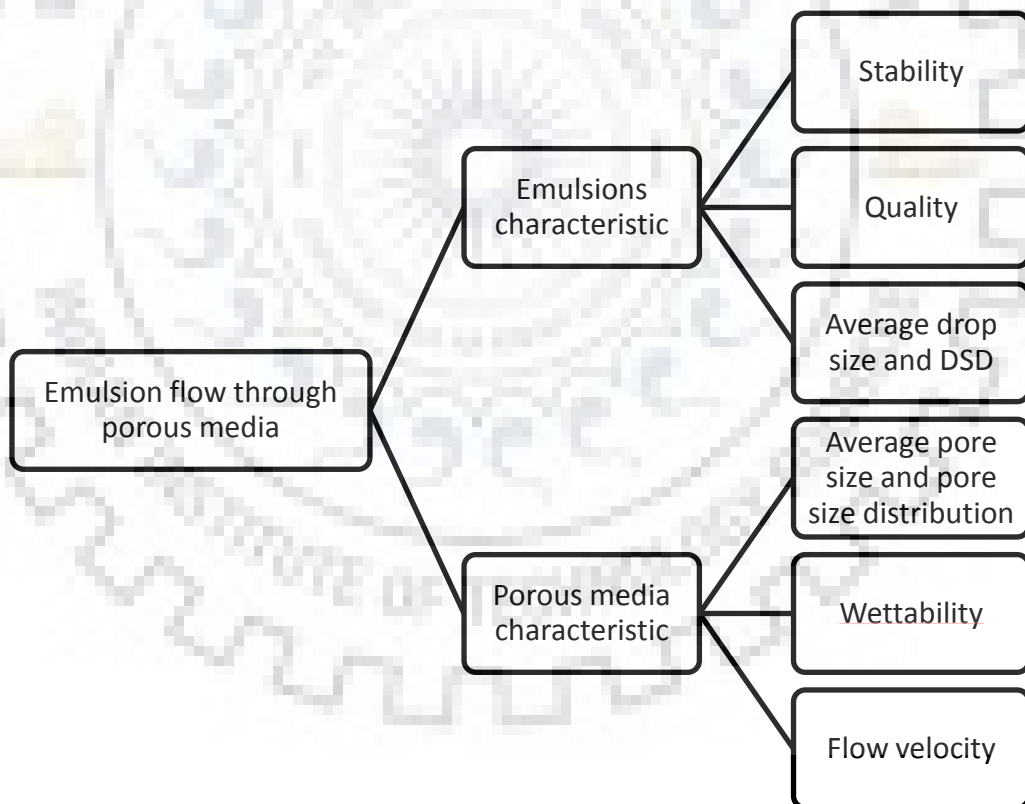 Stability
Emulsions
characteristic
Quality
Average drop
size and DSD
Emulsion flow through
porous media
Average pore
size and pore
size distribution
Porous media
characteristic
Wettability
Flow velocity